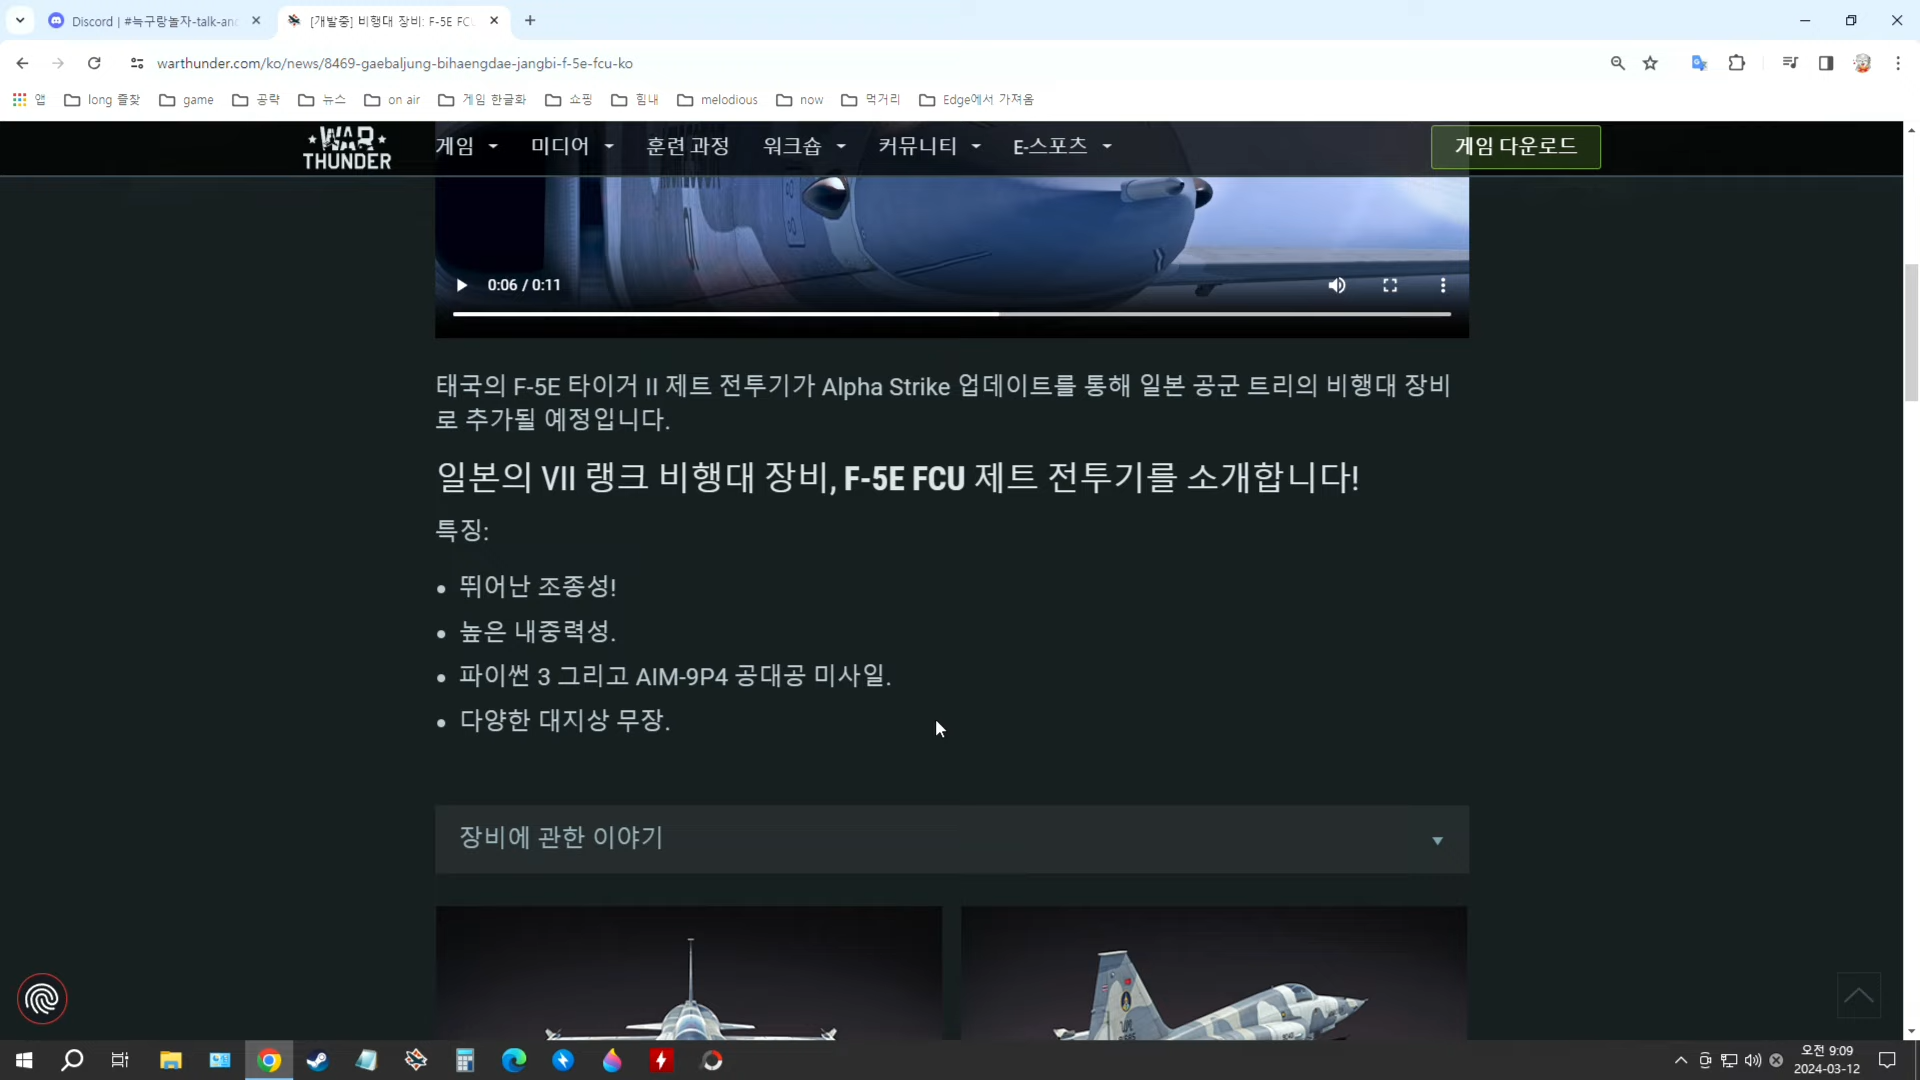 Discord | #늑구랑놀자-talk-and
[개발중] 비행대 장비: F-5E FCU
warthunder.com/ko/news/8469-gaebaljung-bihaengdae-jangbi-f-5e-fcu-ko
앱 long 즐찾 game 공략 뉴스 on air 게임 한글화 쇼핑 힘내 melodious now 먹거리 Edge에서 가져옴
WAR THUNDER
게임 미디어 훈련 과정 워크숍 커뮤니티 E-스포츠 게임 다운로드
0:06 / 0:11
태국의 F-5E 타이거 II 제트 전투기가 Alpha Strike 업데이트를 통해 일본 공군 트리의 비행대 장비
로 추가될 예정입니다.
일본의 VII 랭크 비행대 장비, F-5E FCU 제트 전투기를 소개합니다!
특징:
• 뛰어난 조종성!
• 높은 내중력성.
• 파이썬 3 그리고 AIM-9P4 공대공 미사일.
• 다양한 대지상 무장.
장비에 관한 이야기
오전 9:09
2024-03-12